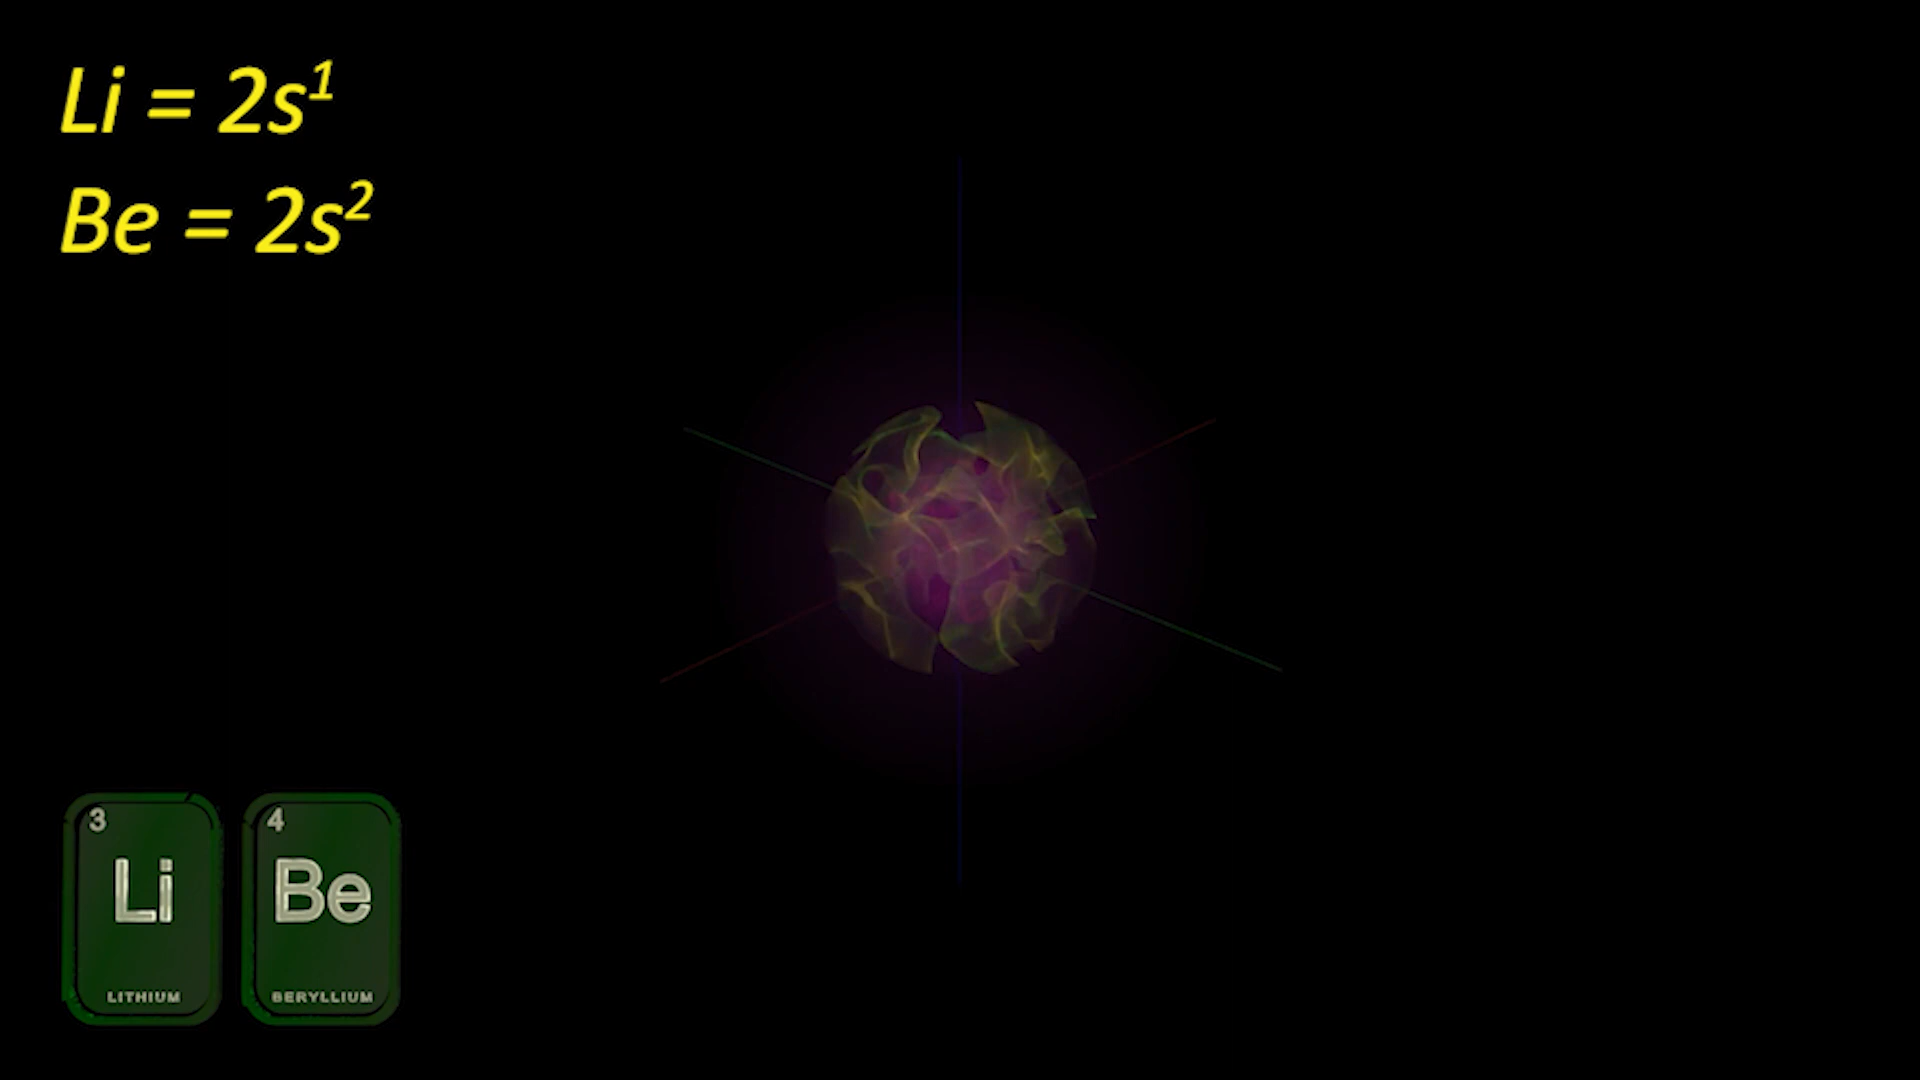 Li = 2s¹
Be = 2s²
3
Li
LITHIUM
4
Be
BERYLLIUM